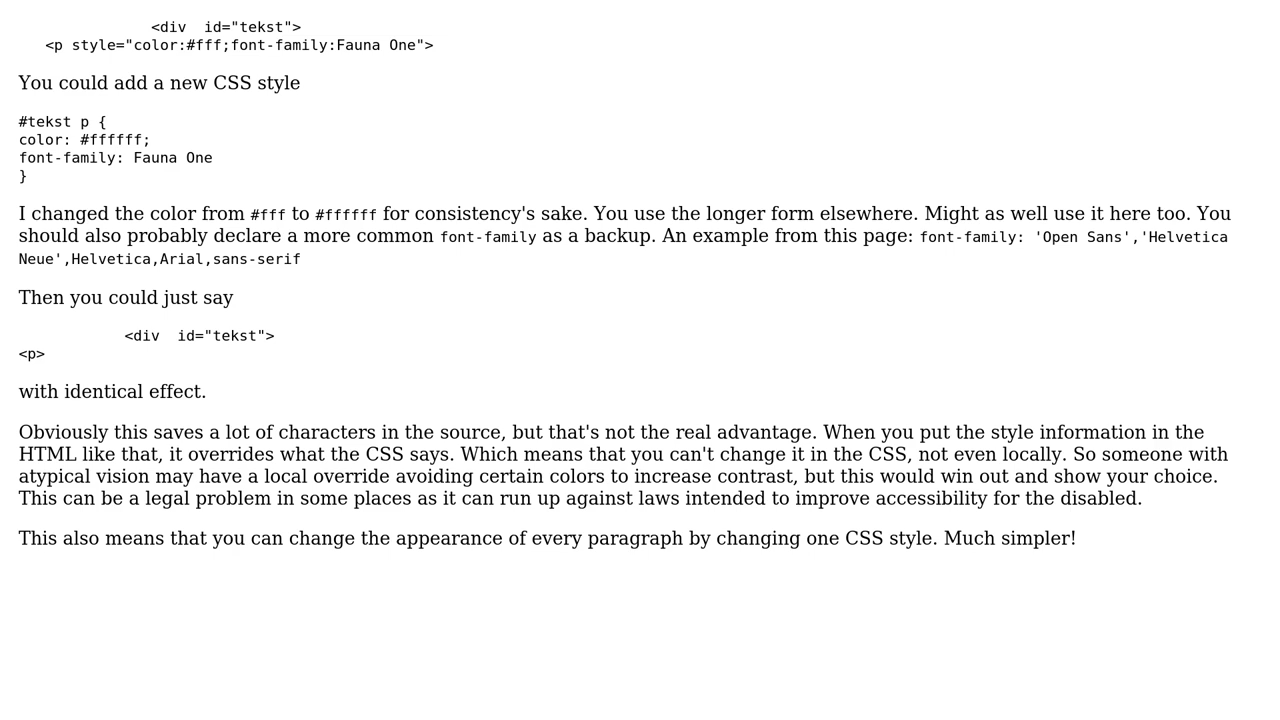 <div  id="tekst">
<p style="color:#fff;font-family:Fauna One">
You could add a new CSS style
#tekst p {
color: #ffffff;
font-family: Fauna One
}
I changed the color from #fff to #ffffff for consistency's sake. You use the longer form elsewhere. Might as well use it here too. You
should also probably declare a more common font-family as a backup. An example from this page: font-family: 'Open Sans','Helvetica
Neue',Helvetica,Arial,sans-serif
Then you could just say
<div  id="tekst">
<p>
with identical effect.
Obviously this saves a lot of characters in the source, but that's not the real advantage. When you put the style information in the
HTML like that, it overrides what the CSS says. Which means that you can't change it in the CSS, not even locally. So someone with
atypical vision may have a local override avoiding certain colors to increase contrast, but this would win out and show your choice.
This can be a legal problem in some places as it can run up against laws intended to improve accessibility for the disabled.
This also means that you can change the appearance of every paragraph by changing one CSS style. Much simpler!